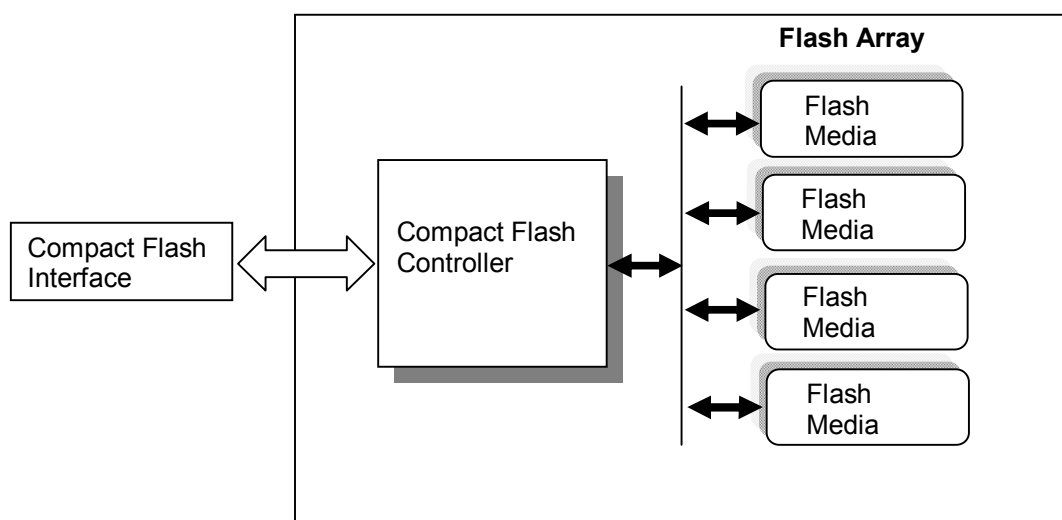 Flash Array
Flash
Media
Flash
Media
Compact Flash
Controller
Compact Flash
Interface
Flash
Media
Flash
Media